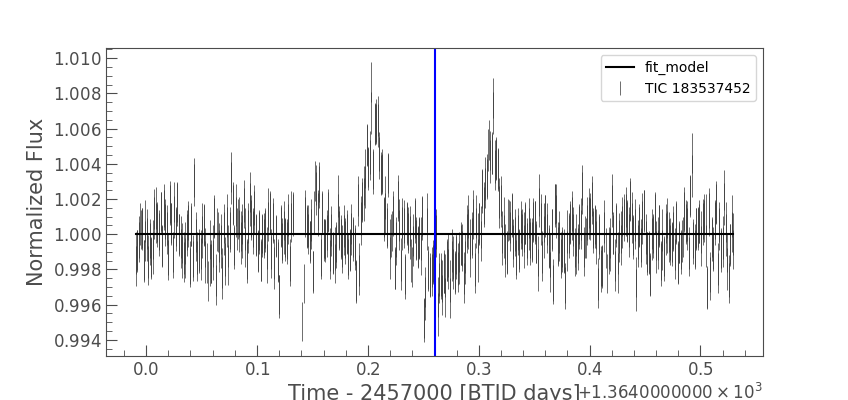 1.010
1.008
1.006
1.004
1.002
1.000
0.998
0.996
0.994
Normalized Flux
fit_model
TIC 183537452
0.0 0.1 0.2 0.3 0.4 0.5
Time - 2457000 [BTJD days]
+1.3640000000×10³